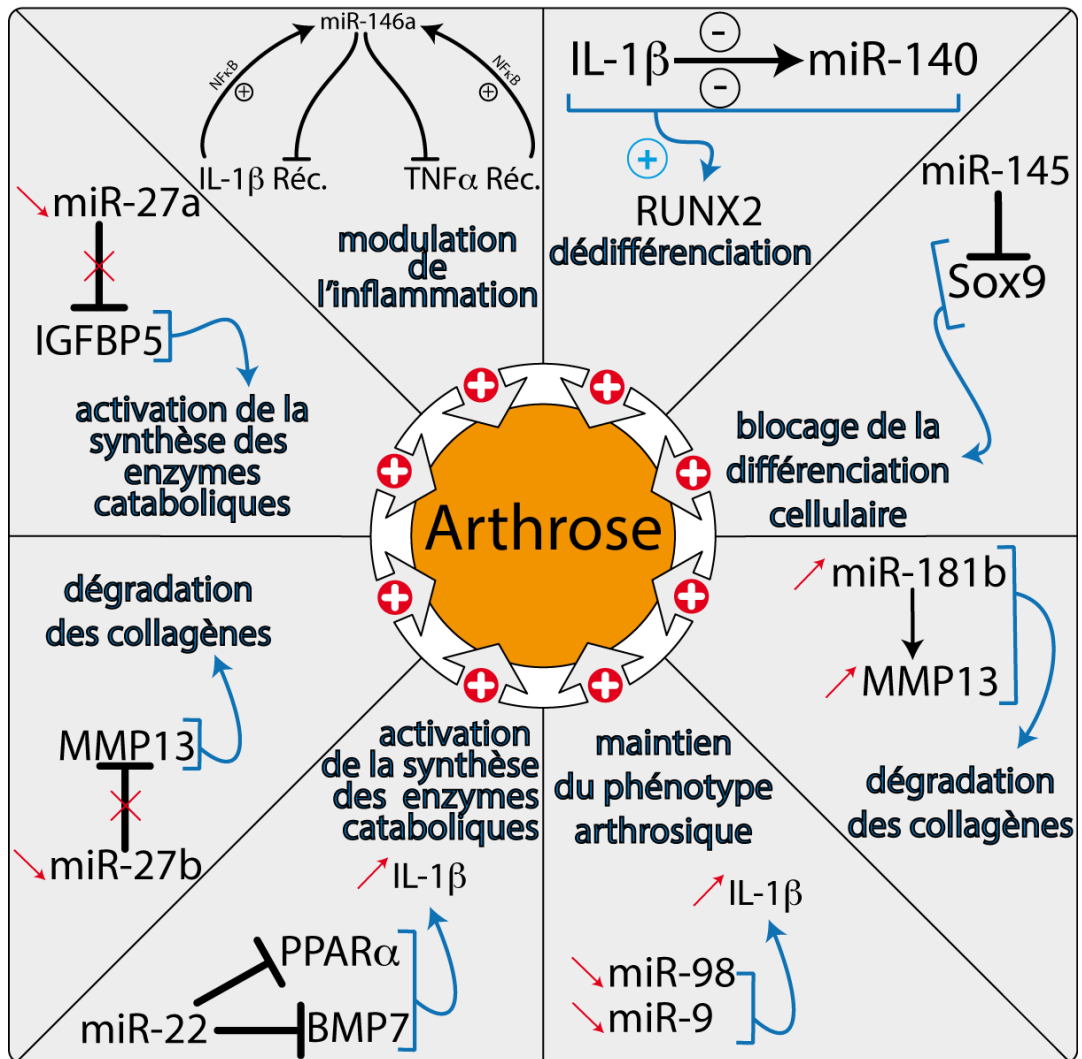 miR-146a
NFκB
+
NFκB
+
IL-1β Réc.
TNFα Réc.
modulation
de
l'inflammation
IL-1β
-
-
miR-140
+
RUNX2
dédifférenciation
miR-145
Sox9
blocage de la
différenciation
cellulaire
miR-27a
IGFBP5
activation de la
synthèse des
enzymes
cataboliques
Arthrose
+
+
+
+
+
+
+
+
miR-181b
MMP13
dégradation
des collagènes
dégradation
des collagènes
MMP13
miR-27b
activation
de la synthèse
des enzymes
cataboliques
IL-1β
PPARα
miR-22
BMP7
maintien
du phénotype
arthrosique
IL-1β
miR-98
miR-9